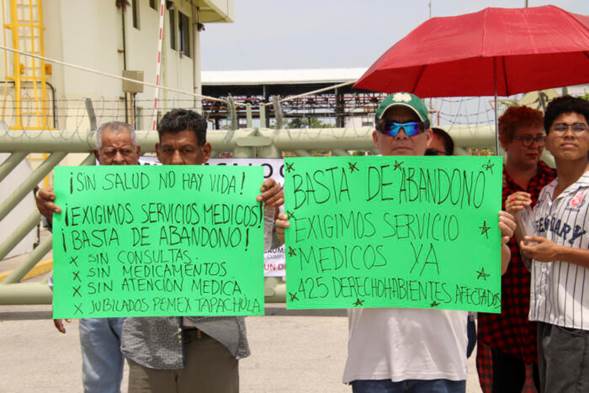 ¡SIN SALUD NO HAY VIDA!
¡EXIGIMOS SERVICIOS MEDICOS!
¡BASTA DE ABANDONO!
x SIN CONSULTAS.
x SIN MEDICAMENTOS
x SIN ATENCIÓN MEDICA
x JUBILADOS PEMEX TAPACHULA
BASTA DE ABANDONO
EXIGIMOS SERVICIO
MEDICOS YA
425 DERECHOHABIENTES AFECTADOS